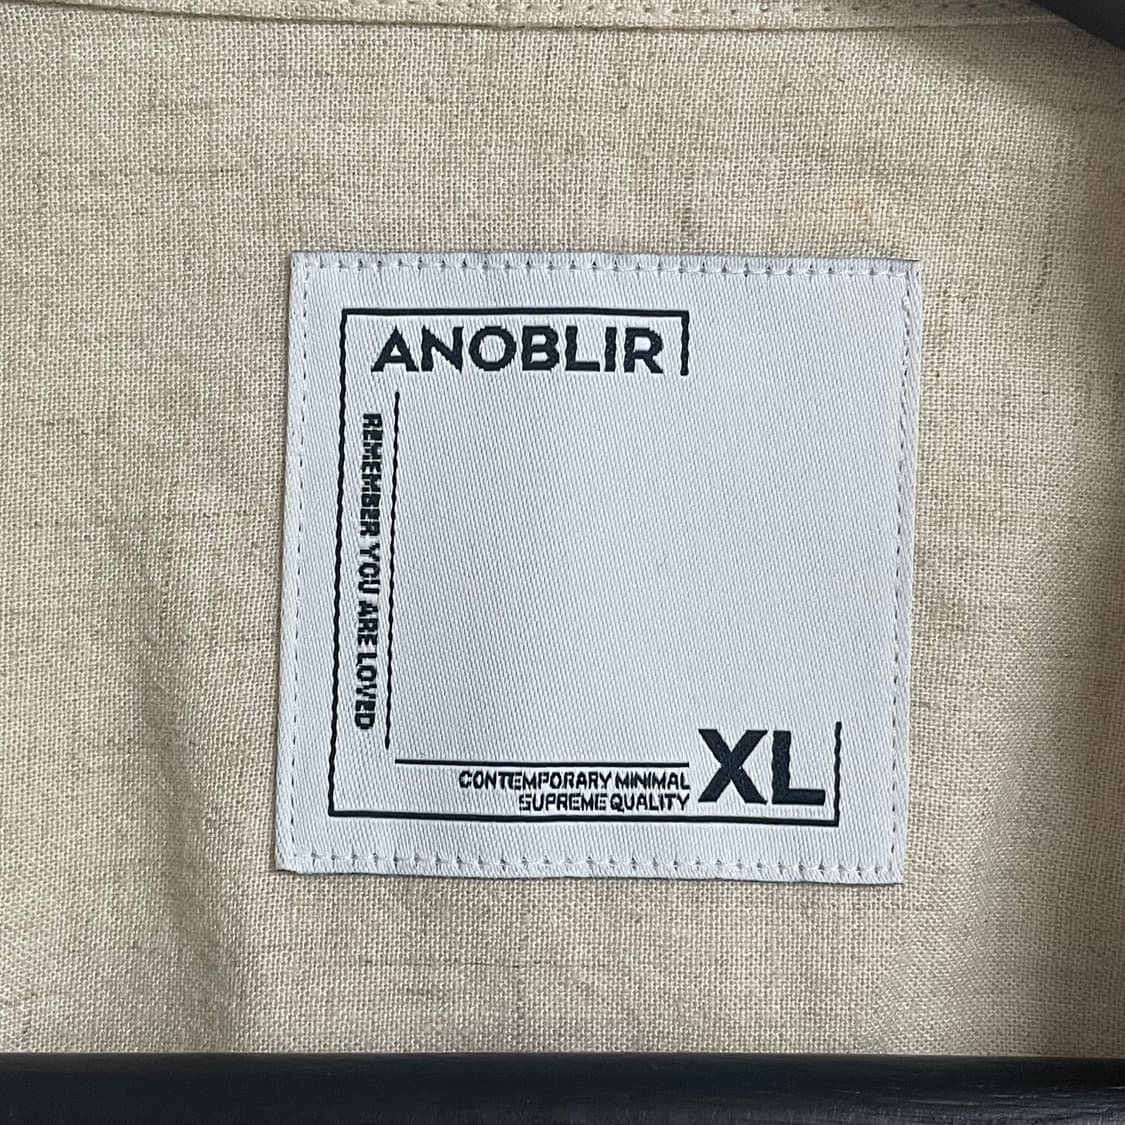 ANOBLIR
REMEMBER YOU ARE LOVED
CONTEMPORARY MINIMAL
SUPREME QUALITY
XL